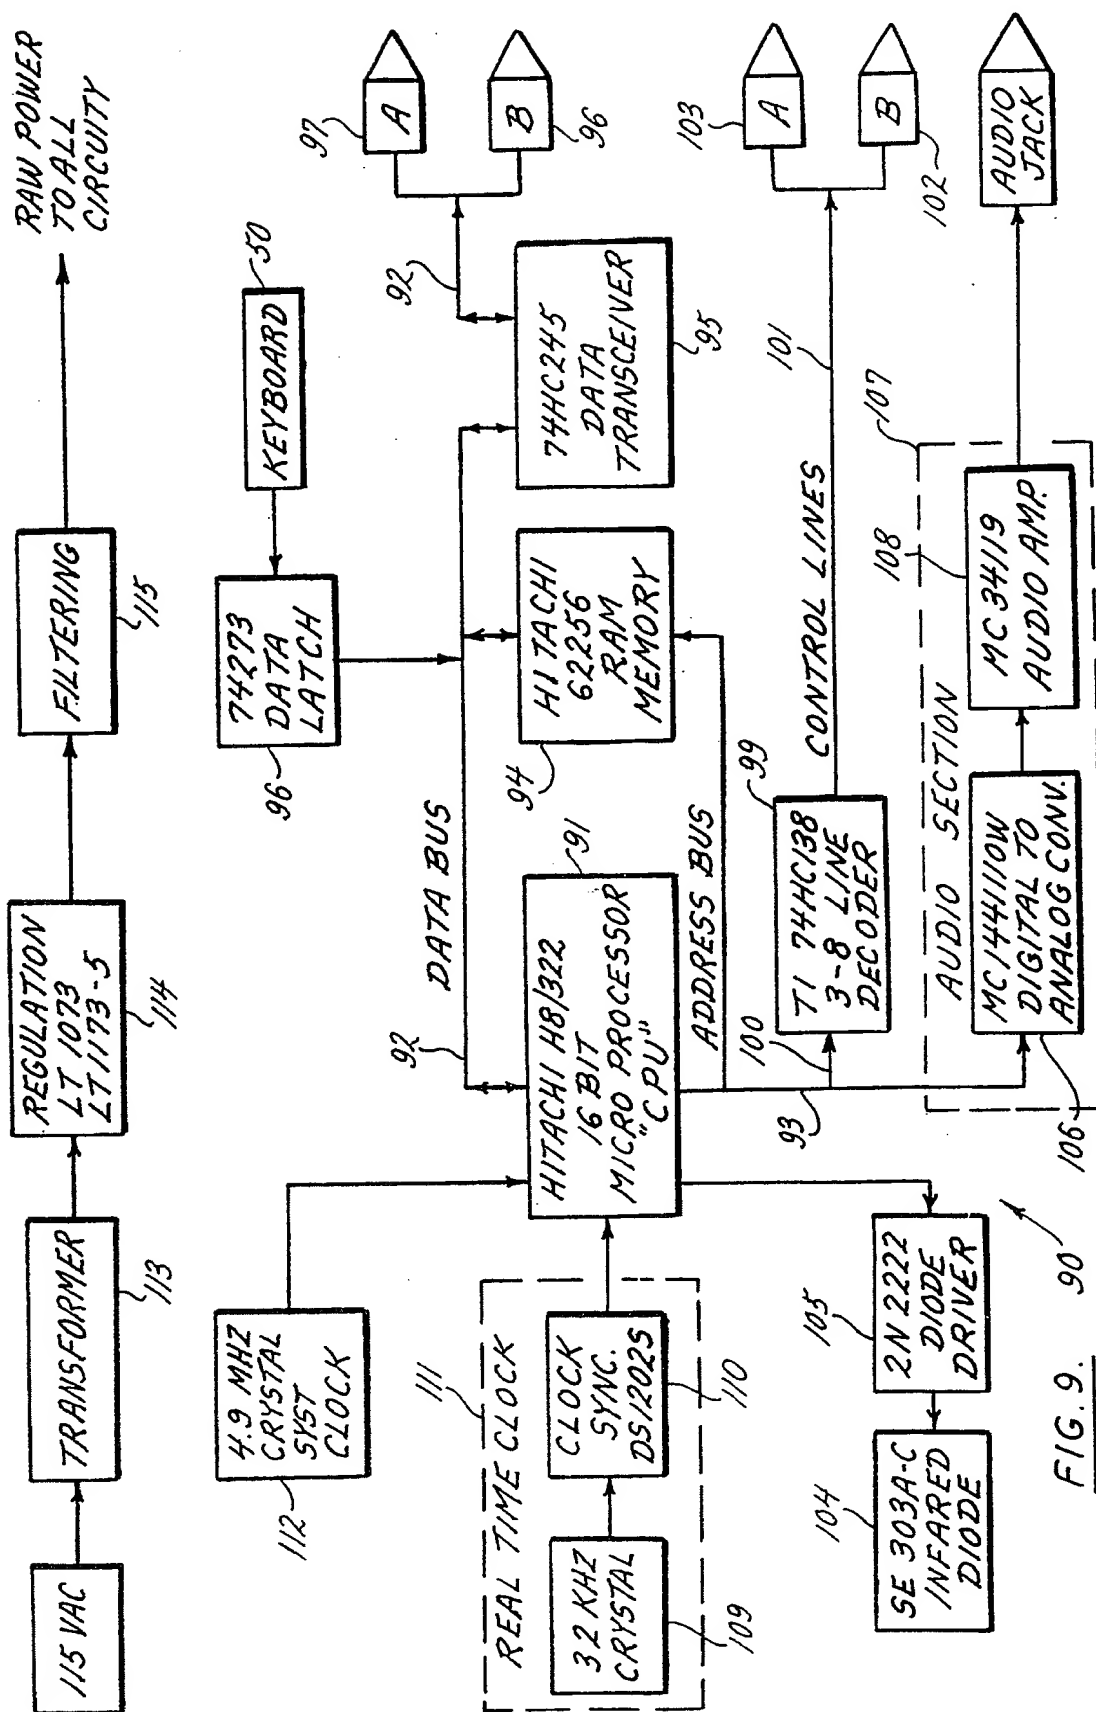 115 VAC
TRANSFORMER
113
REGULATION
LT 1073
LT 1173-5
114
FILTERING
115
RAW POWER
TO ALL
CIRCUITY
4.9 MHZ
CRYSTAL
SYST
CLOCK
112
74273
DATA
LATCH
96
KEYBOARD
50
97
A
B
96
92
DATA BUS
92
REAL TIME CLOCK
111
32 KHZ
CRYSTAL
109
CLOCK
SYNC.
DS1202S
110
HITACHI H8/322
16 BIT
MICRO PROCESSOR
"CPU"
91
HITACHI
62256
RAM
MEMORY
94
74HC245
DATA
TRANSCEIVER
95
ADDRESS BUS
100
93
TI 74HC138
3-8 LINE
DECODER
99
CONTROL LINES
101
103
A
B
102
SE 303A-C
INFARED
DIODE
104
2N 2222
DIODE
DRIVER
105
AUDIO SECTION
107
MC144110W
DIGITAL TO
ANALOG CONV.
106
MC 34119
AUDIO AMP.
108
AUDIO
JACK
90
FIG. 9.